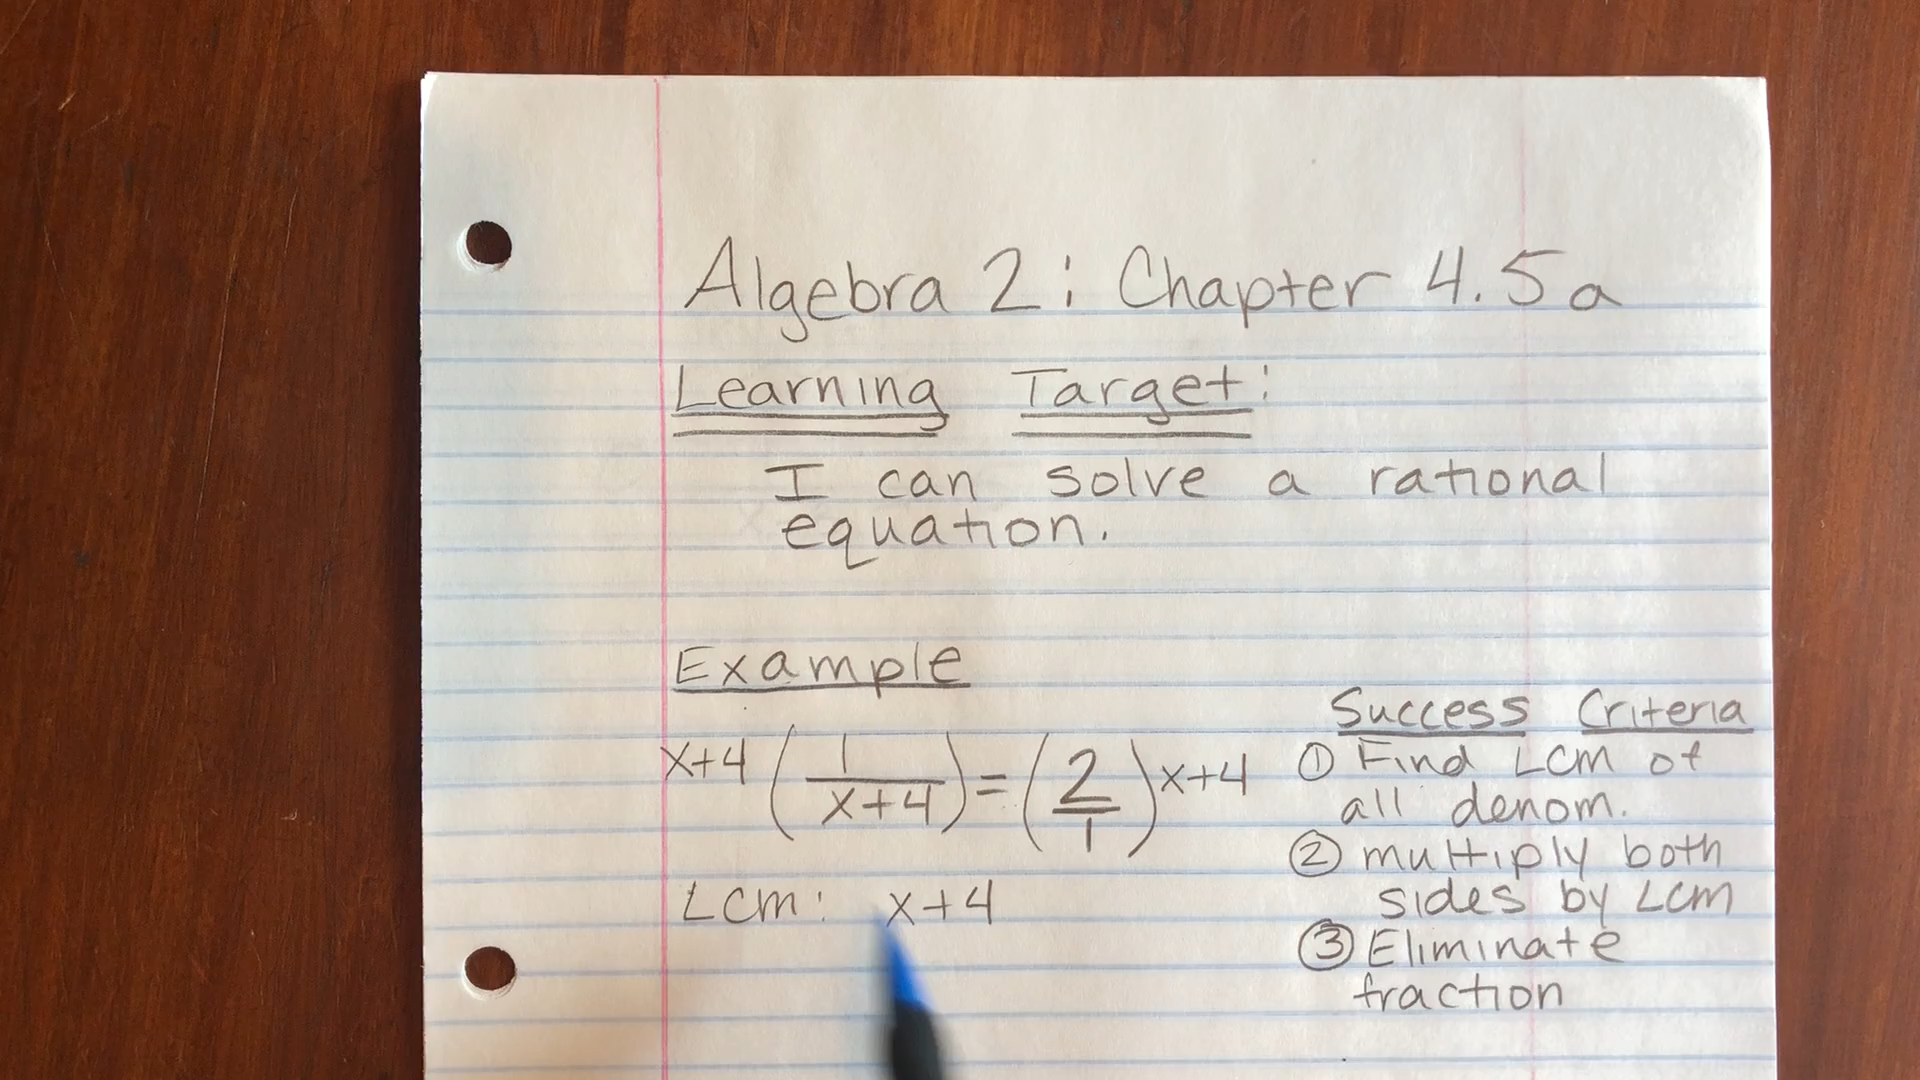 Algebra 2: Chapter 4.5a
Learning Target:
I can solve a rational
equation.
Example
x+4 (1/x+4) = (2/1) x+4
LCM: x+4
Success Criteria
① Find LCM of
all denom.
② multiply both
sides by LCM
③ Eliminate
fraction